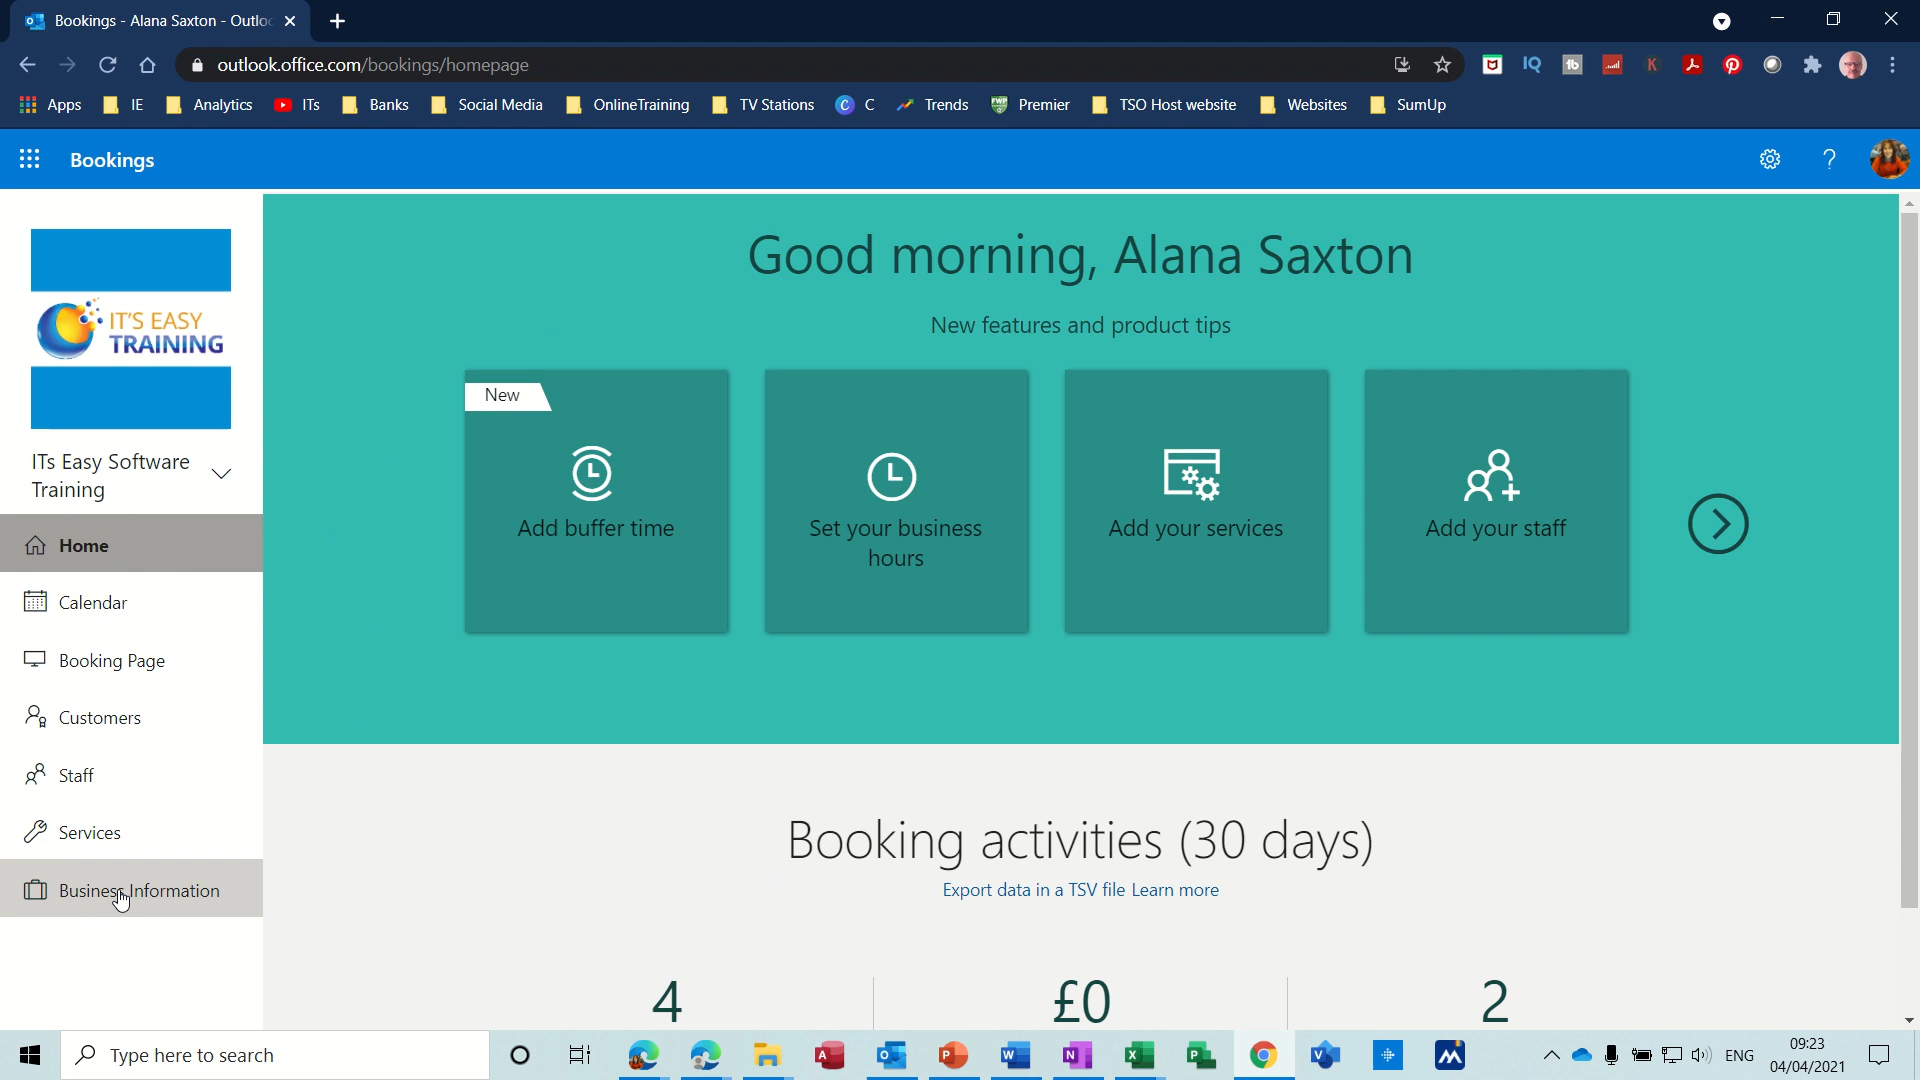 Bookings - Alana Saxton - Outlo
outlook.office.com/bookings/homepage
Apps IE Analytics ITs Banks Social Media OnlineTraining TV Stations C C Trends Premier TSO Host website Websites SumUp
Bookings
IT'S EASY
TRAINING
ITs Easy Software
Training
Home
Calendar
Booking Page
Customers
Staff
Services
Business Information
Good morning, Alana Saxton
New features and product tips
New
Add buffer time
Set your business
hours
Add your services
Add your staff
Booking activities (30 days)
Export data in a TSV file Learn more
4 £0 2
Type here to search
ENG
09:23
04/04/2021